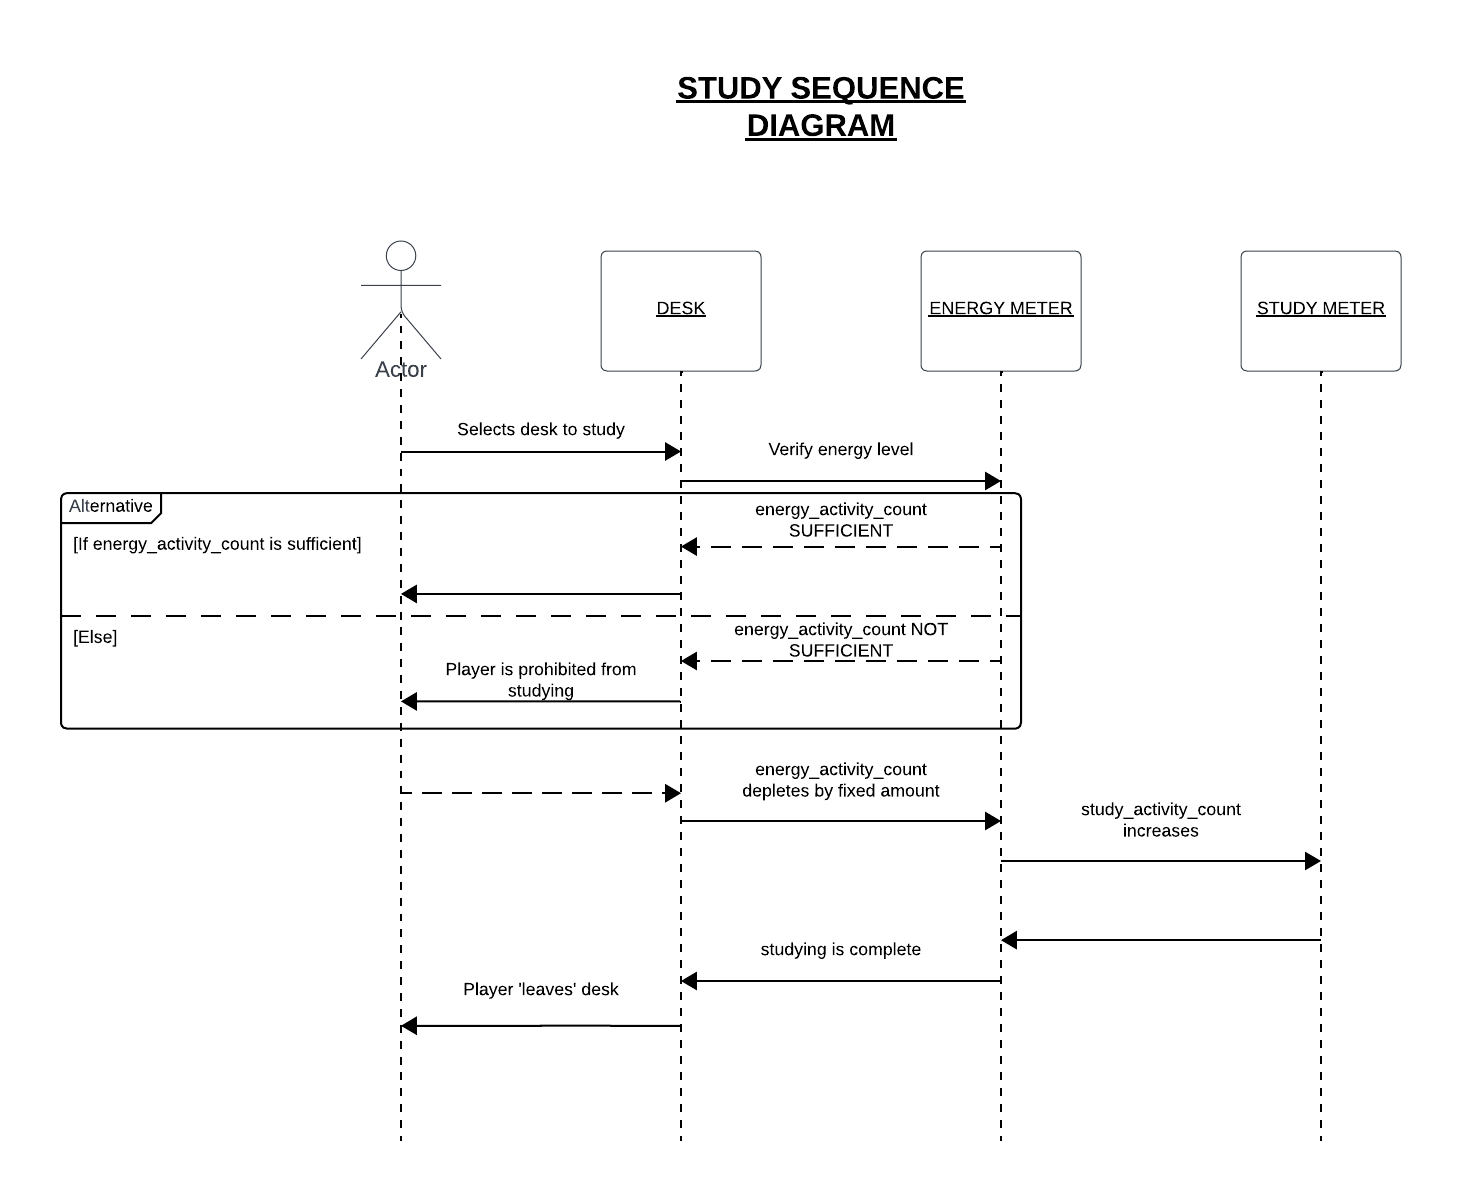 STUDY SEQUENCE
DIAGRAM
Actor
DESK
ENERGY METER
STUDY METER
Selects desk to study
Verify energy level
Alternative
energy_activity_count
SUFFICIENT
[If energy_activity_count is sufficient]
energy_activity_count NOT
SUFFICIENT
[Else]
Player is prohibited from
studying
energy_activity_count
depletes by fixed amount
study_activity_count
increases
studying is complete
Player 'leaves' desk